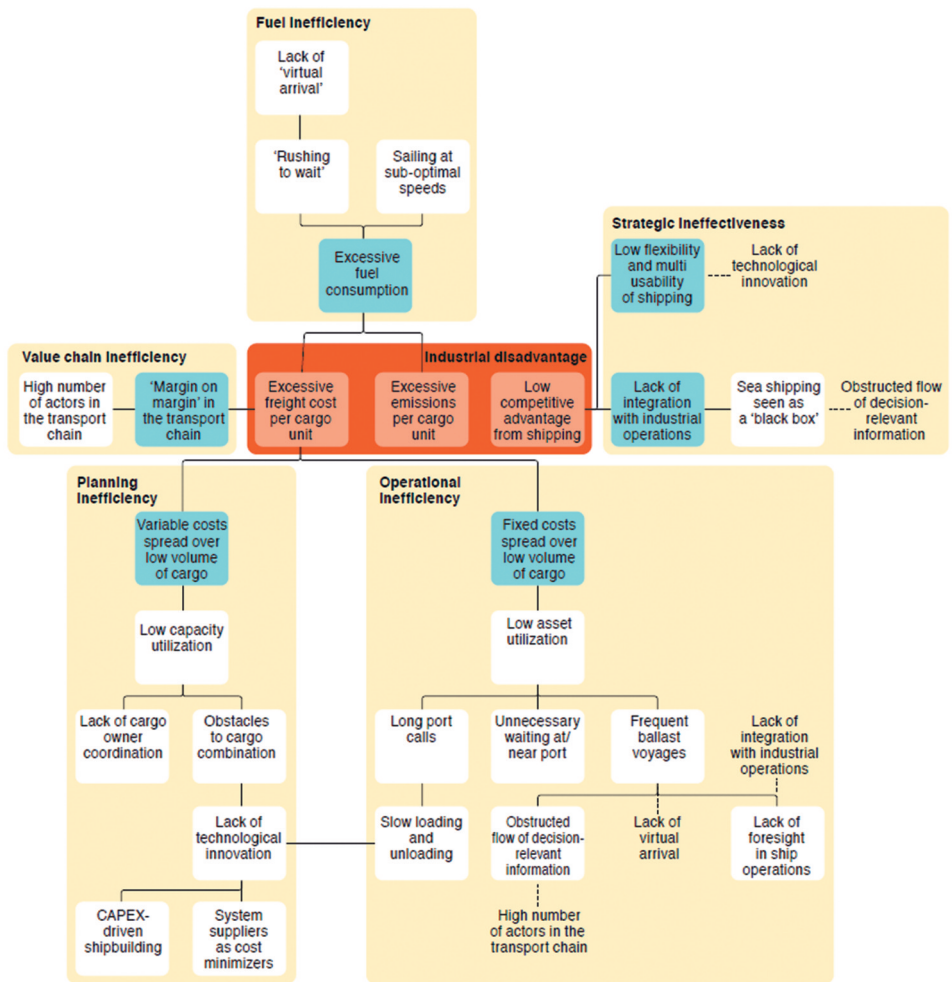 Fuel Inefficiency
Lack of
‘virtual
arrival’
‘Rushing
to wait’
Sailing at
sub-optimal
speeds
Excessive
fuel
consumption
Strategic Ineffectiveness
Low flexibility
and multi
usability
of shipping
Lack of
technological
innovation
Value chain Inefficiency
High number
of actors in
the transport
chain
‘Margin on
margin’ in
the transport
chain
Industrial disadvantage
Excessive
freight cost
per cargo
unit
Excessive
emissions per
cargo unit
Low
competitive
advantage
from shipping
Lack of
integration
with industrial
operations
Sea shipping
seen as
a ‘black box’
Obstructed flow
of decision-
relevant
information
Planning
Inefficiency
Variable costs
spread over
low volume
of cargo
Low capacity
utilization
Lack of cargo
owner
coordination
Obstacles
to cargo
combination
Lack of
technological
innovation
CAPEX-
driven
shipbuilding
System
suppliers
as cost
minimizers
Operational
Inefficiency
Fixed costs
spread over
low volume
of cargo
Low asset
utilization
Long port
calls
Unnecessary
waiting at/
near port
Frequent
ballast
voyages
Lack of
integration
with industrial
operations
Slow loading
and
unloading
Obstructed
flow of decision-
relevant
information
Lack of
virtual
arrival
Lack of
foresight
in ship
operations
High number
of actors in the
transport chain